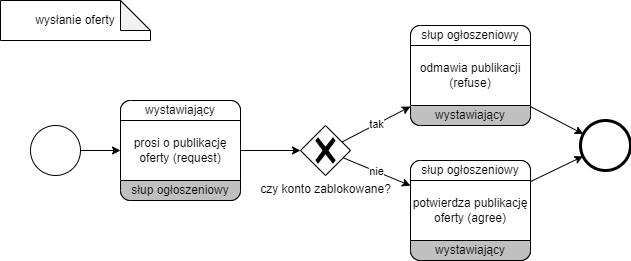 wysłanie oferty
wystawiający
prosi o publikację
oferty (request)
słup ogłoszeniowy
czy konto zablokowane?
tak
nie
słup ogłoszeniowy
odmawia publikacji
(refuse)
wystawiający
słup ogłoszeniowy
potwierdza publikację
oferty (agree)
wystawiający